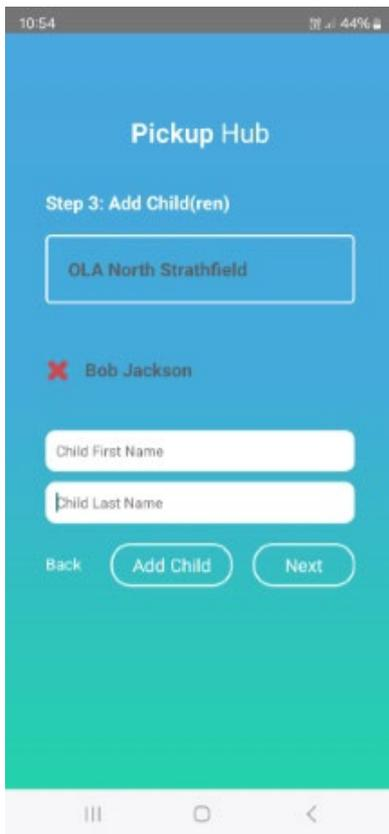 10:54
44%
Pickup Hub
Step 3: Add Child(ren)
OLA North Strathfield
Bob Jackson
Child First Name
Child Last Name
Back
Add Child
Next